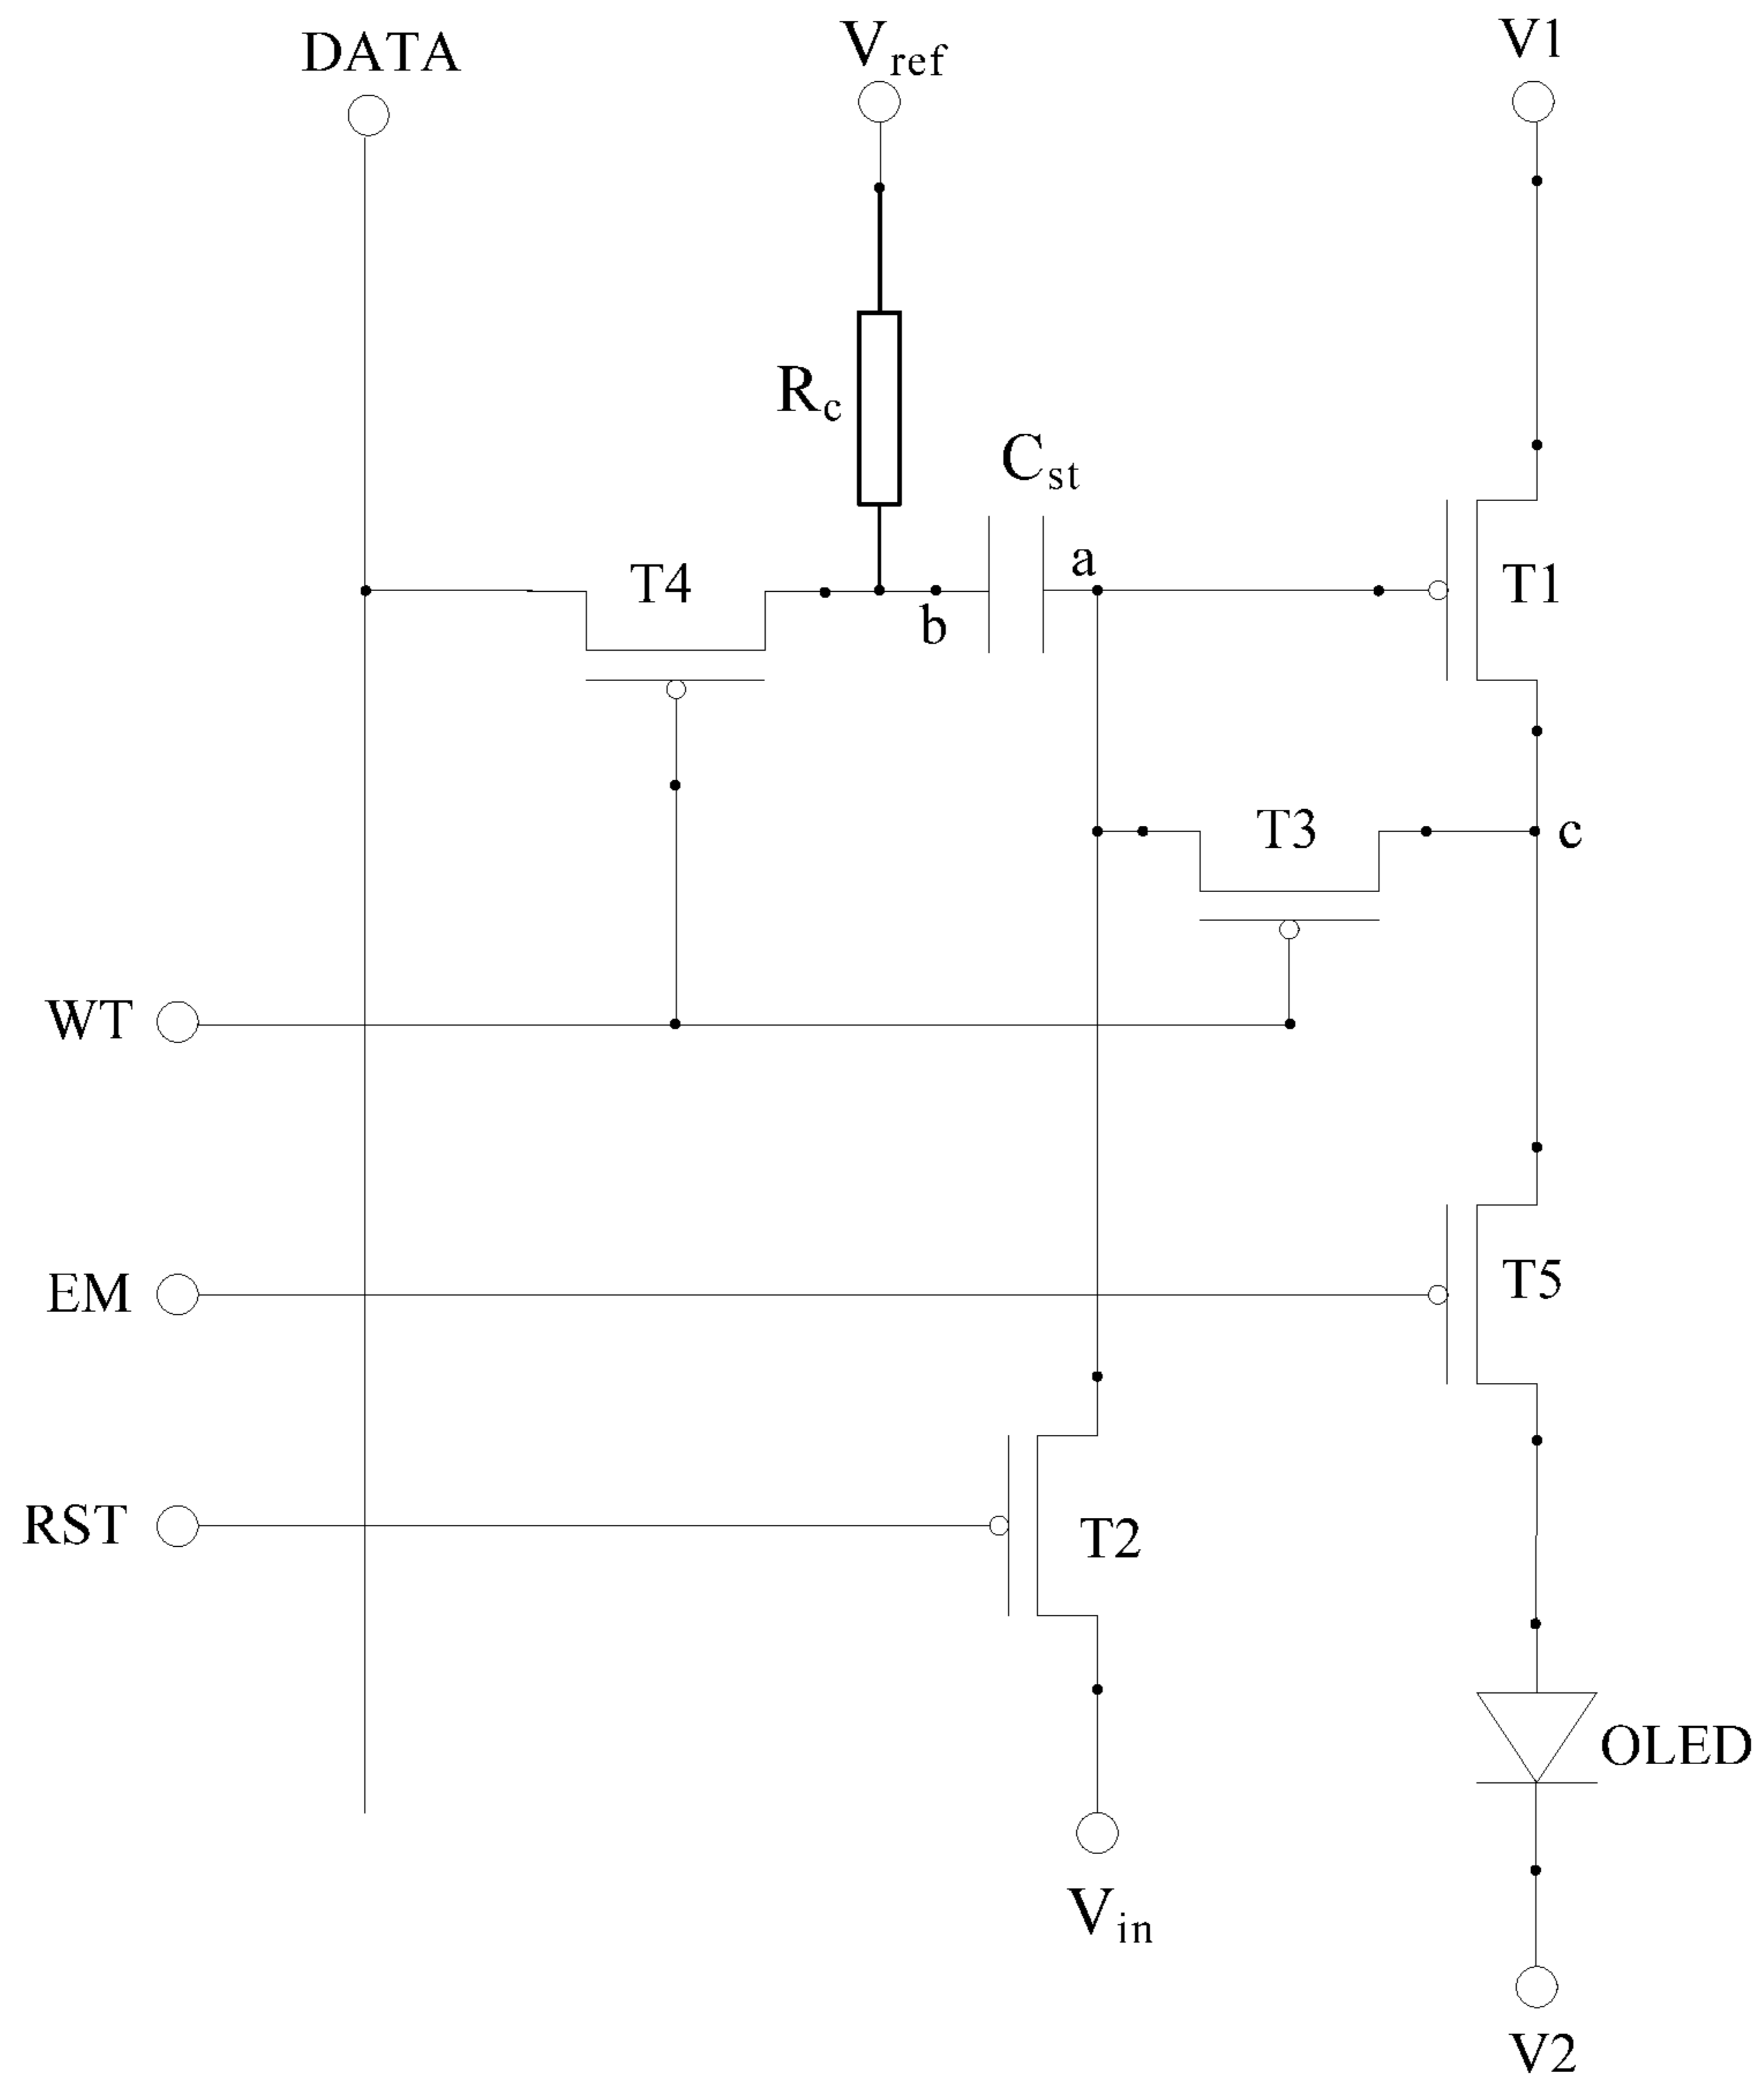 DATA
Vref
V1
Rc
Cst
a
T4
T1
b
T3
c
WT
EM
T5
RST
T2
OLED
Vin
V2